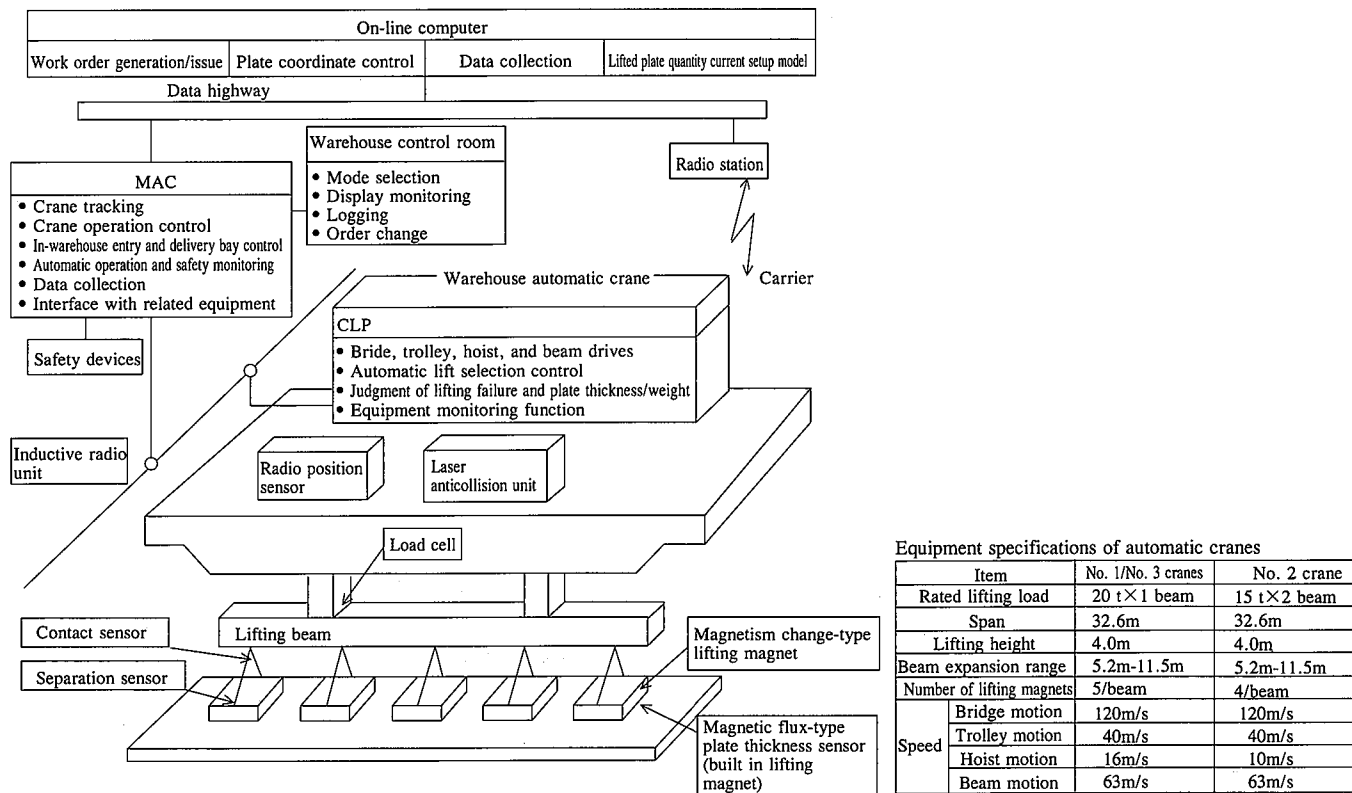 On-line computer
Work order generation/issue Plate coordinate control Data collection Lifted plate quantity current setup model
Data highway
Warehouse control room
• Mode selection
• Display monitoring
• Logging
• Order change
Radio station
MAC
• Crane tracking
• Crane operation control
• In-warehouse entry and delivery bay control
• Automatic operation and safety monitoring
• Data collection
• Interface with related equipment
Warehouse automatic crane
Carrier
CLP
• Bride, trolley, hoist, and beam drives
• Automatic lift selection control
• Judgment of lifting failure and plate thickness/weight
• Equipment monitoring function
Safety devices
Inductive radio
unit
Radio position
sensor
Laser
anticollision unit
Load cell
Contact sensor
Lifting beam
Separation sensor
Magnetism change-type
lifting magnet
Magnetic flux-type
plate thickness sensor
(built in lifting
magnet)
Equipment specifications of automatic cranes
Item No. 1/No. 3 cranes No. 2 crane
Rated lifting load 20 t×1 beam 15 t×2 beam
Span 32.6m 32.6m
Lifting height 4.0m 4.0m
Beam expansion range 5.2m-11.5m 5.2m-11.5m
Number of lifting magnets 5/beam 4/beam
Speed Bridge motion 120m/s 120m/s
Trolley motion 40m/s 40m/s
Hoist motion 16m/s 10m/s
Beam motion 63m/s 63m/s